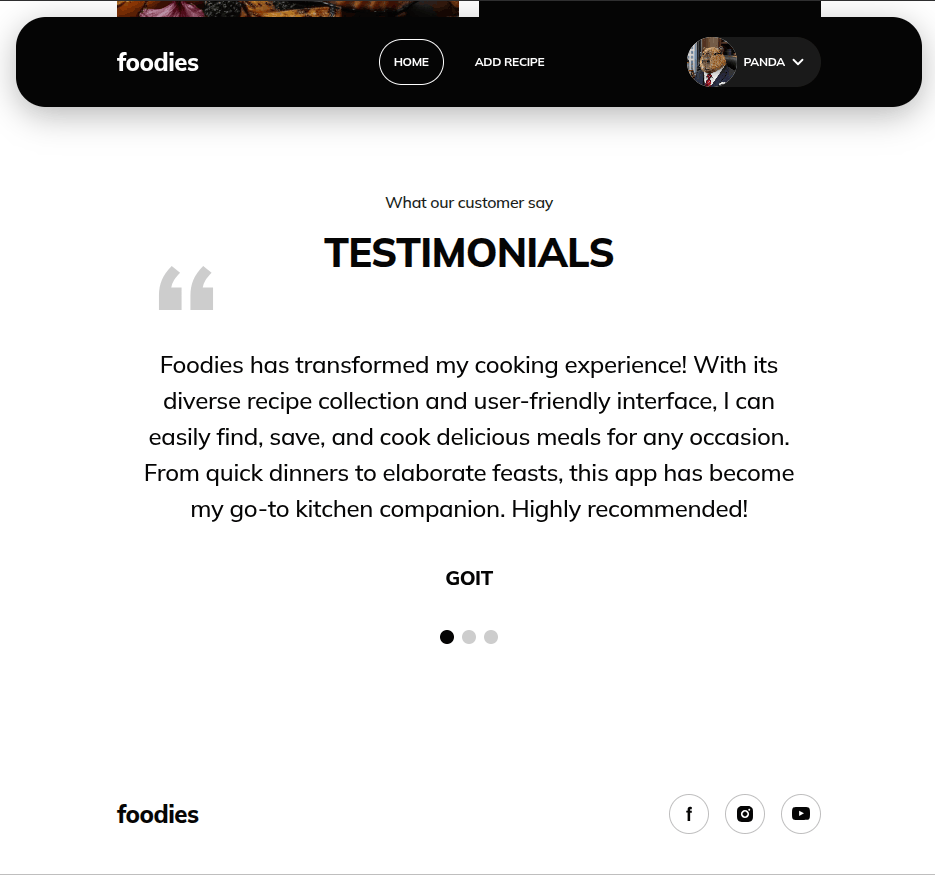 foodies
HOME
ADD RECIPE
PANDA
What our customer say
TESTIMONIALS
Foodies has transformed my cooking experience! With its
diverse recipe collection and user-friendly interface, I can
easily find, save, and cook delicious meals for any occasion.
From quick dinners to elaborate feasts, this app has become
my go-to kitchen companion. Highly recommended!
GOIT
foodies